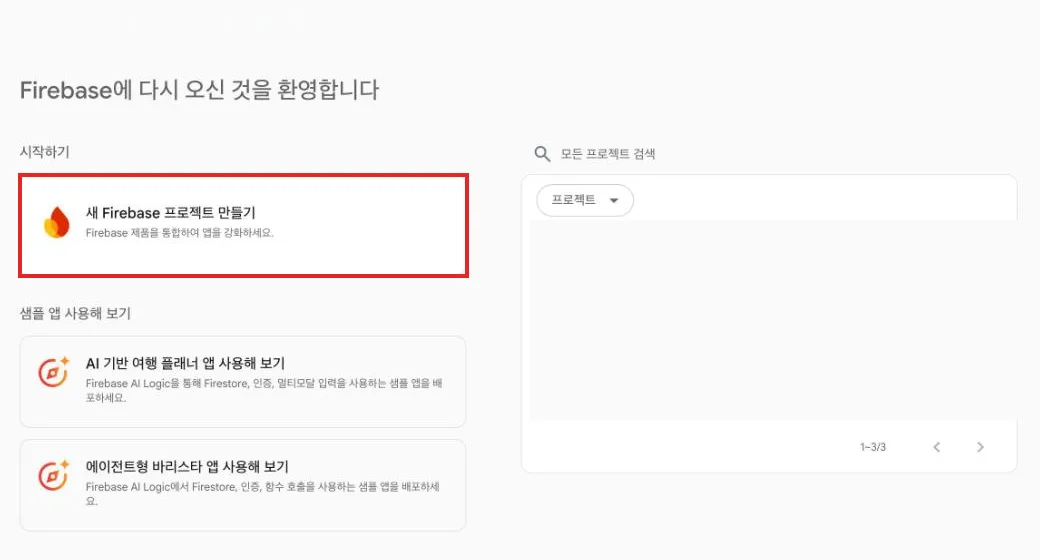 Firebase에 다시 오신 것을 환영합니다
시작하기
새 Firebase 프로젝트 만들기
Firebase 제품을 통합하여 앱을 강화하세요.
샘플 앱 사용해 보기
AI 기반 여행 플래너 앱 사용해 보기
Firebase AI Logic을 통해 Firestore, 인증, 멀티모달 입력을 사용하는 샘플 앱을 배
포하세요.
에이전트형 바리스타 앱 사용해 보기
Firebase AI Logic에서 Firestore, 인증, 함수 호출을 사용하는 샘플 앱을 배포하세
요.
모든 프로젝트 검색
프로젝트
1–3/3